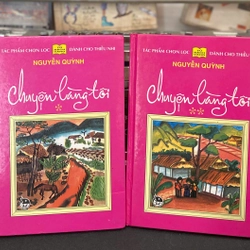 TÁC PHẨM CHỌN LỌC
DÀNH CHO THIẾU NHI
NGUYỄN QUỲNH
Chuyện làng tôi
*
TÁC PHẨM CHỌN LỌC
DÀNH CHO THIẾU
NGUYỄN QUỲNH
Chuyện làng tôi
**